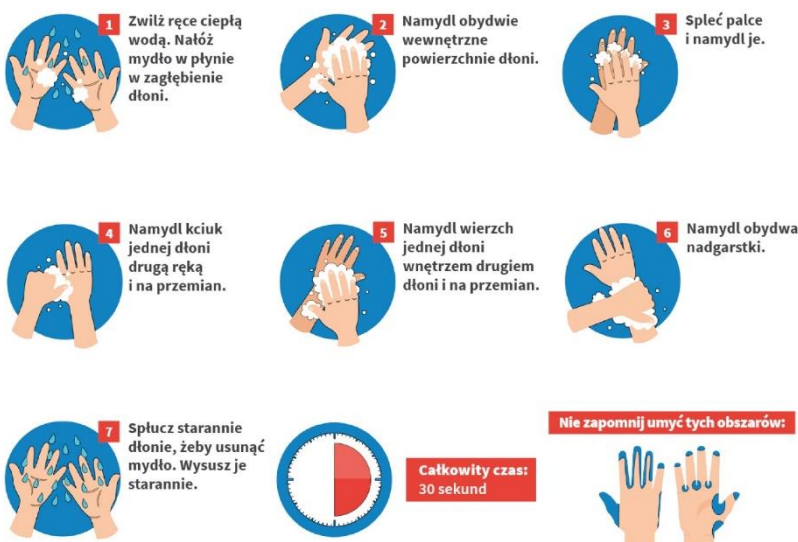 1
Zwilż ręce ciepłą
wodą. Nałóż
mydło w płynie
w zagłębienie
dłoni.
2
Namydl obydwie
wewnętrzne
powierzchnie dłoni.
3
Spleć palce
i namydl je.
4
Namydl kciuk
jednej dłoni
drugą ręką
i na przemian.
5
Namydl wierzch
jednej dłoni
wnętrzem drugiem
dłoni i na przemian.
6
Namydl obydwa
nadgarstki.
7
Spłucz starannie
dłonie, żeby usunąć
mydło. Wysusz je
starannie.
Całkowity czas:
30 sekund
Nie zapomnij umyć tych obszarów: